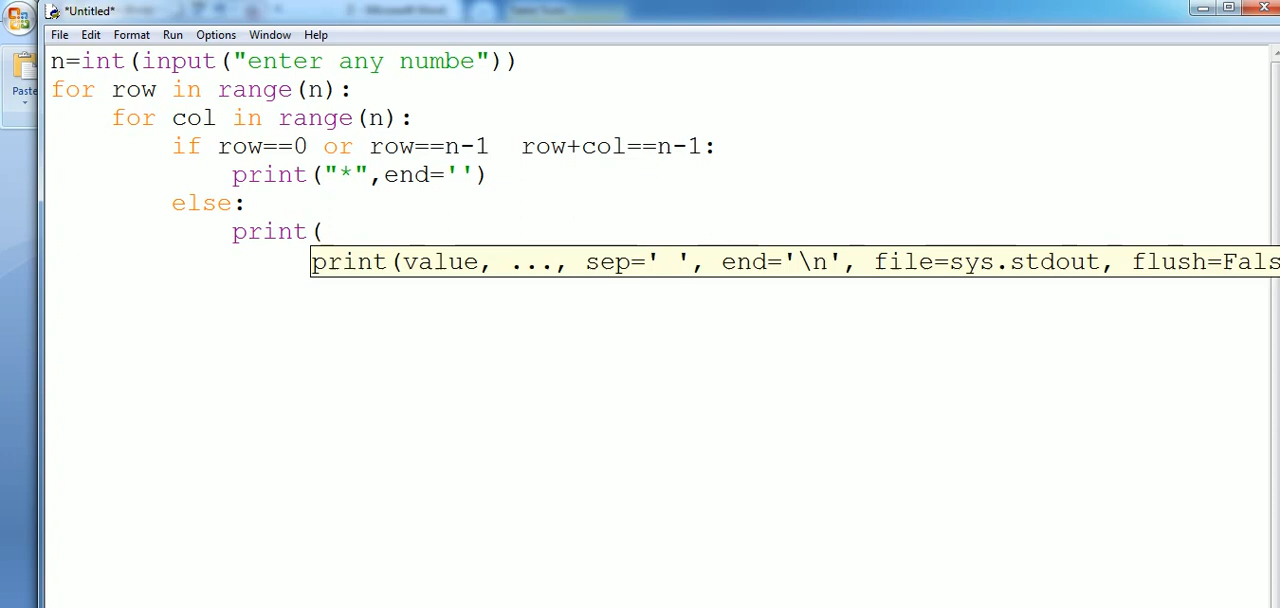 *Untitled*
File Edit Format Run Options Window Help
Paste
n=int(input("enter any numbe"))
for row in range(n):
    for col in range(n):
        if row==0 or row==n-1  row+col==n-1:
            print("*",end='')
        else:
            print(
print(value, ..., sep=' ', end='\n', file=sys.stdout, flush=Fals